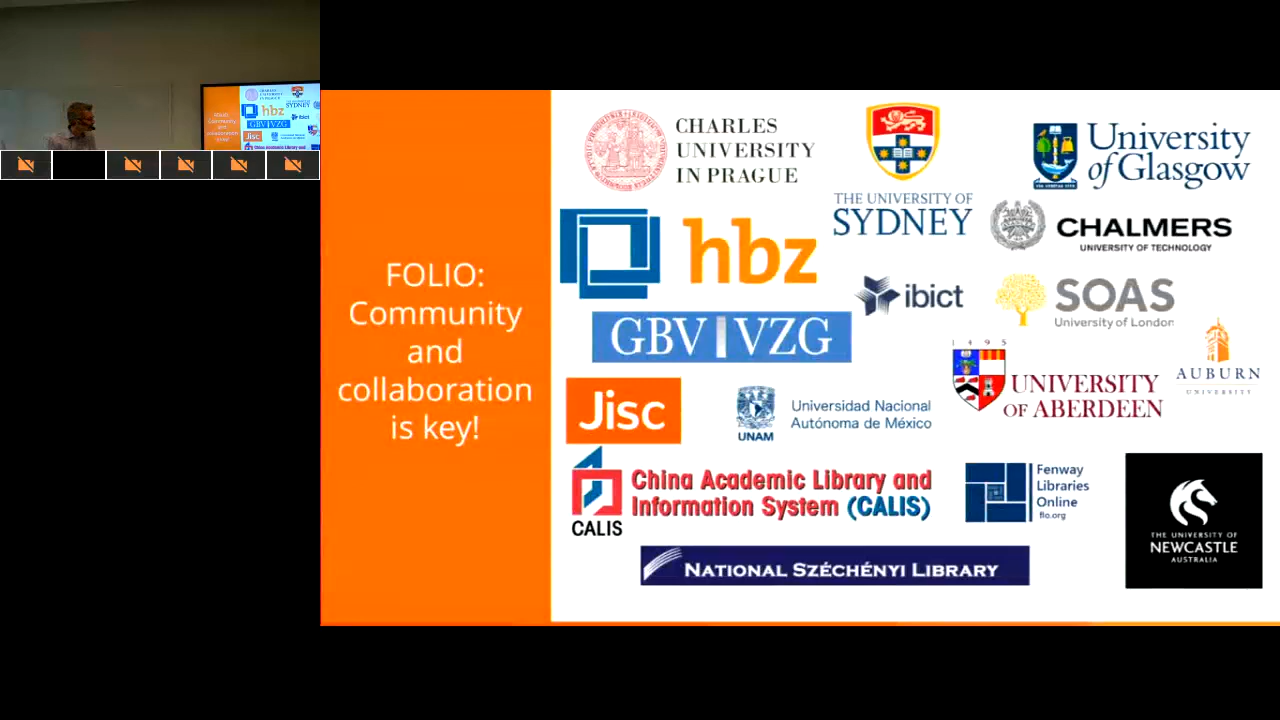 FOLIO:
Community
and
collaboration
is key!
CHARLES
UNIVERSITY
IN PRAGUE
THE UNIVERSITY OF
SYDNEY
University
of Glasgow
hbz
CHALMERS
UNIVERSITY OF TECHNOLOGY
ibict
SOAS
University of London
GBV VZG
1495
UNIVERSITY
OF ABERDEEN
AUBURN
UNIVERSITY
Jisc
UNAM
Universidad Nacional
Autónoma de México
CALIS
China Academic Library and
Information System (CALIS)
Fenway
Libraries
Online
flo.org
THE UNIVERSITY OF
NEWCASTLE
AUSTRALIA
NATIONAL SZÉCHÉNYI LIBRARY